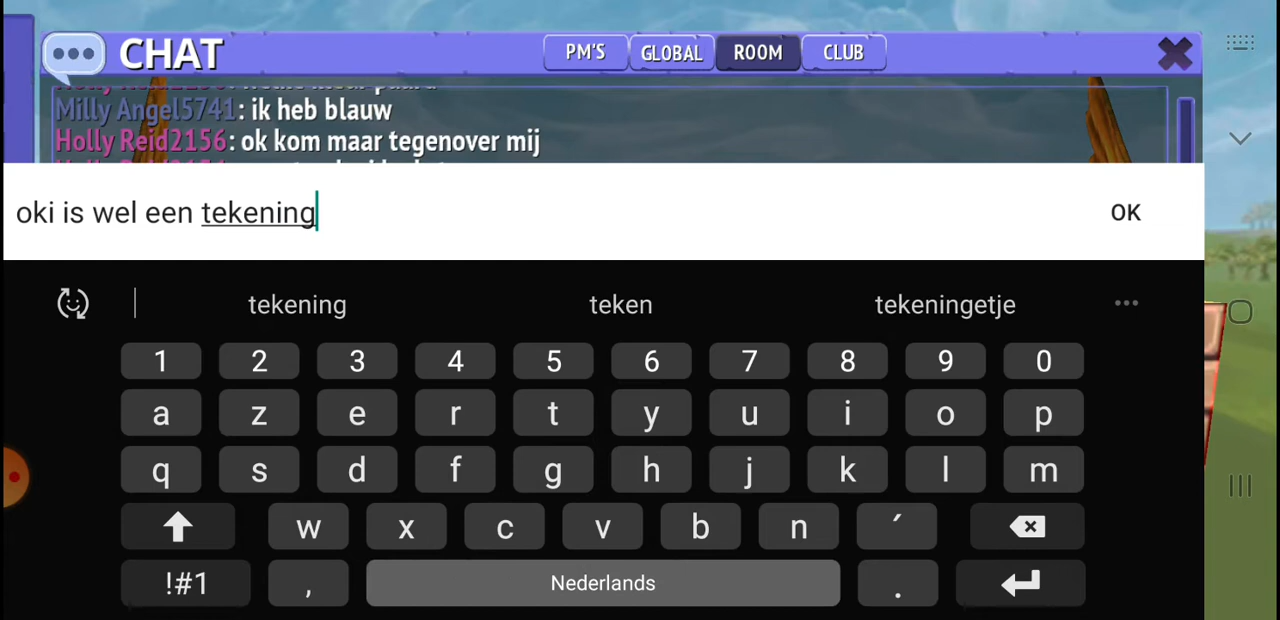 CHAT
PM'S GLOBAL ROOM CLUB
Milly Angel5741: ik heb blauw
Holly Reid2156: ok kom maar tegenover mij
oki is wel een tekening
OK
tekening teken tekeningetje
1 2 3 4 5 6 7 8 9 0
a z e r t y u i o p
q s d f g h j k l m
w x c v b n ´
!#1 , Nederlands .